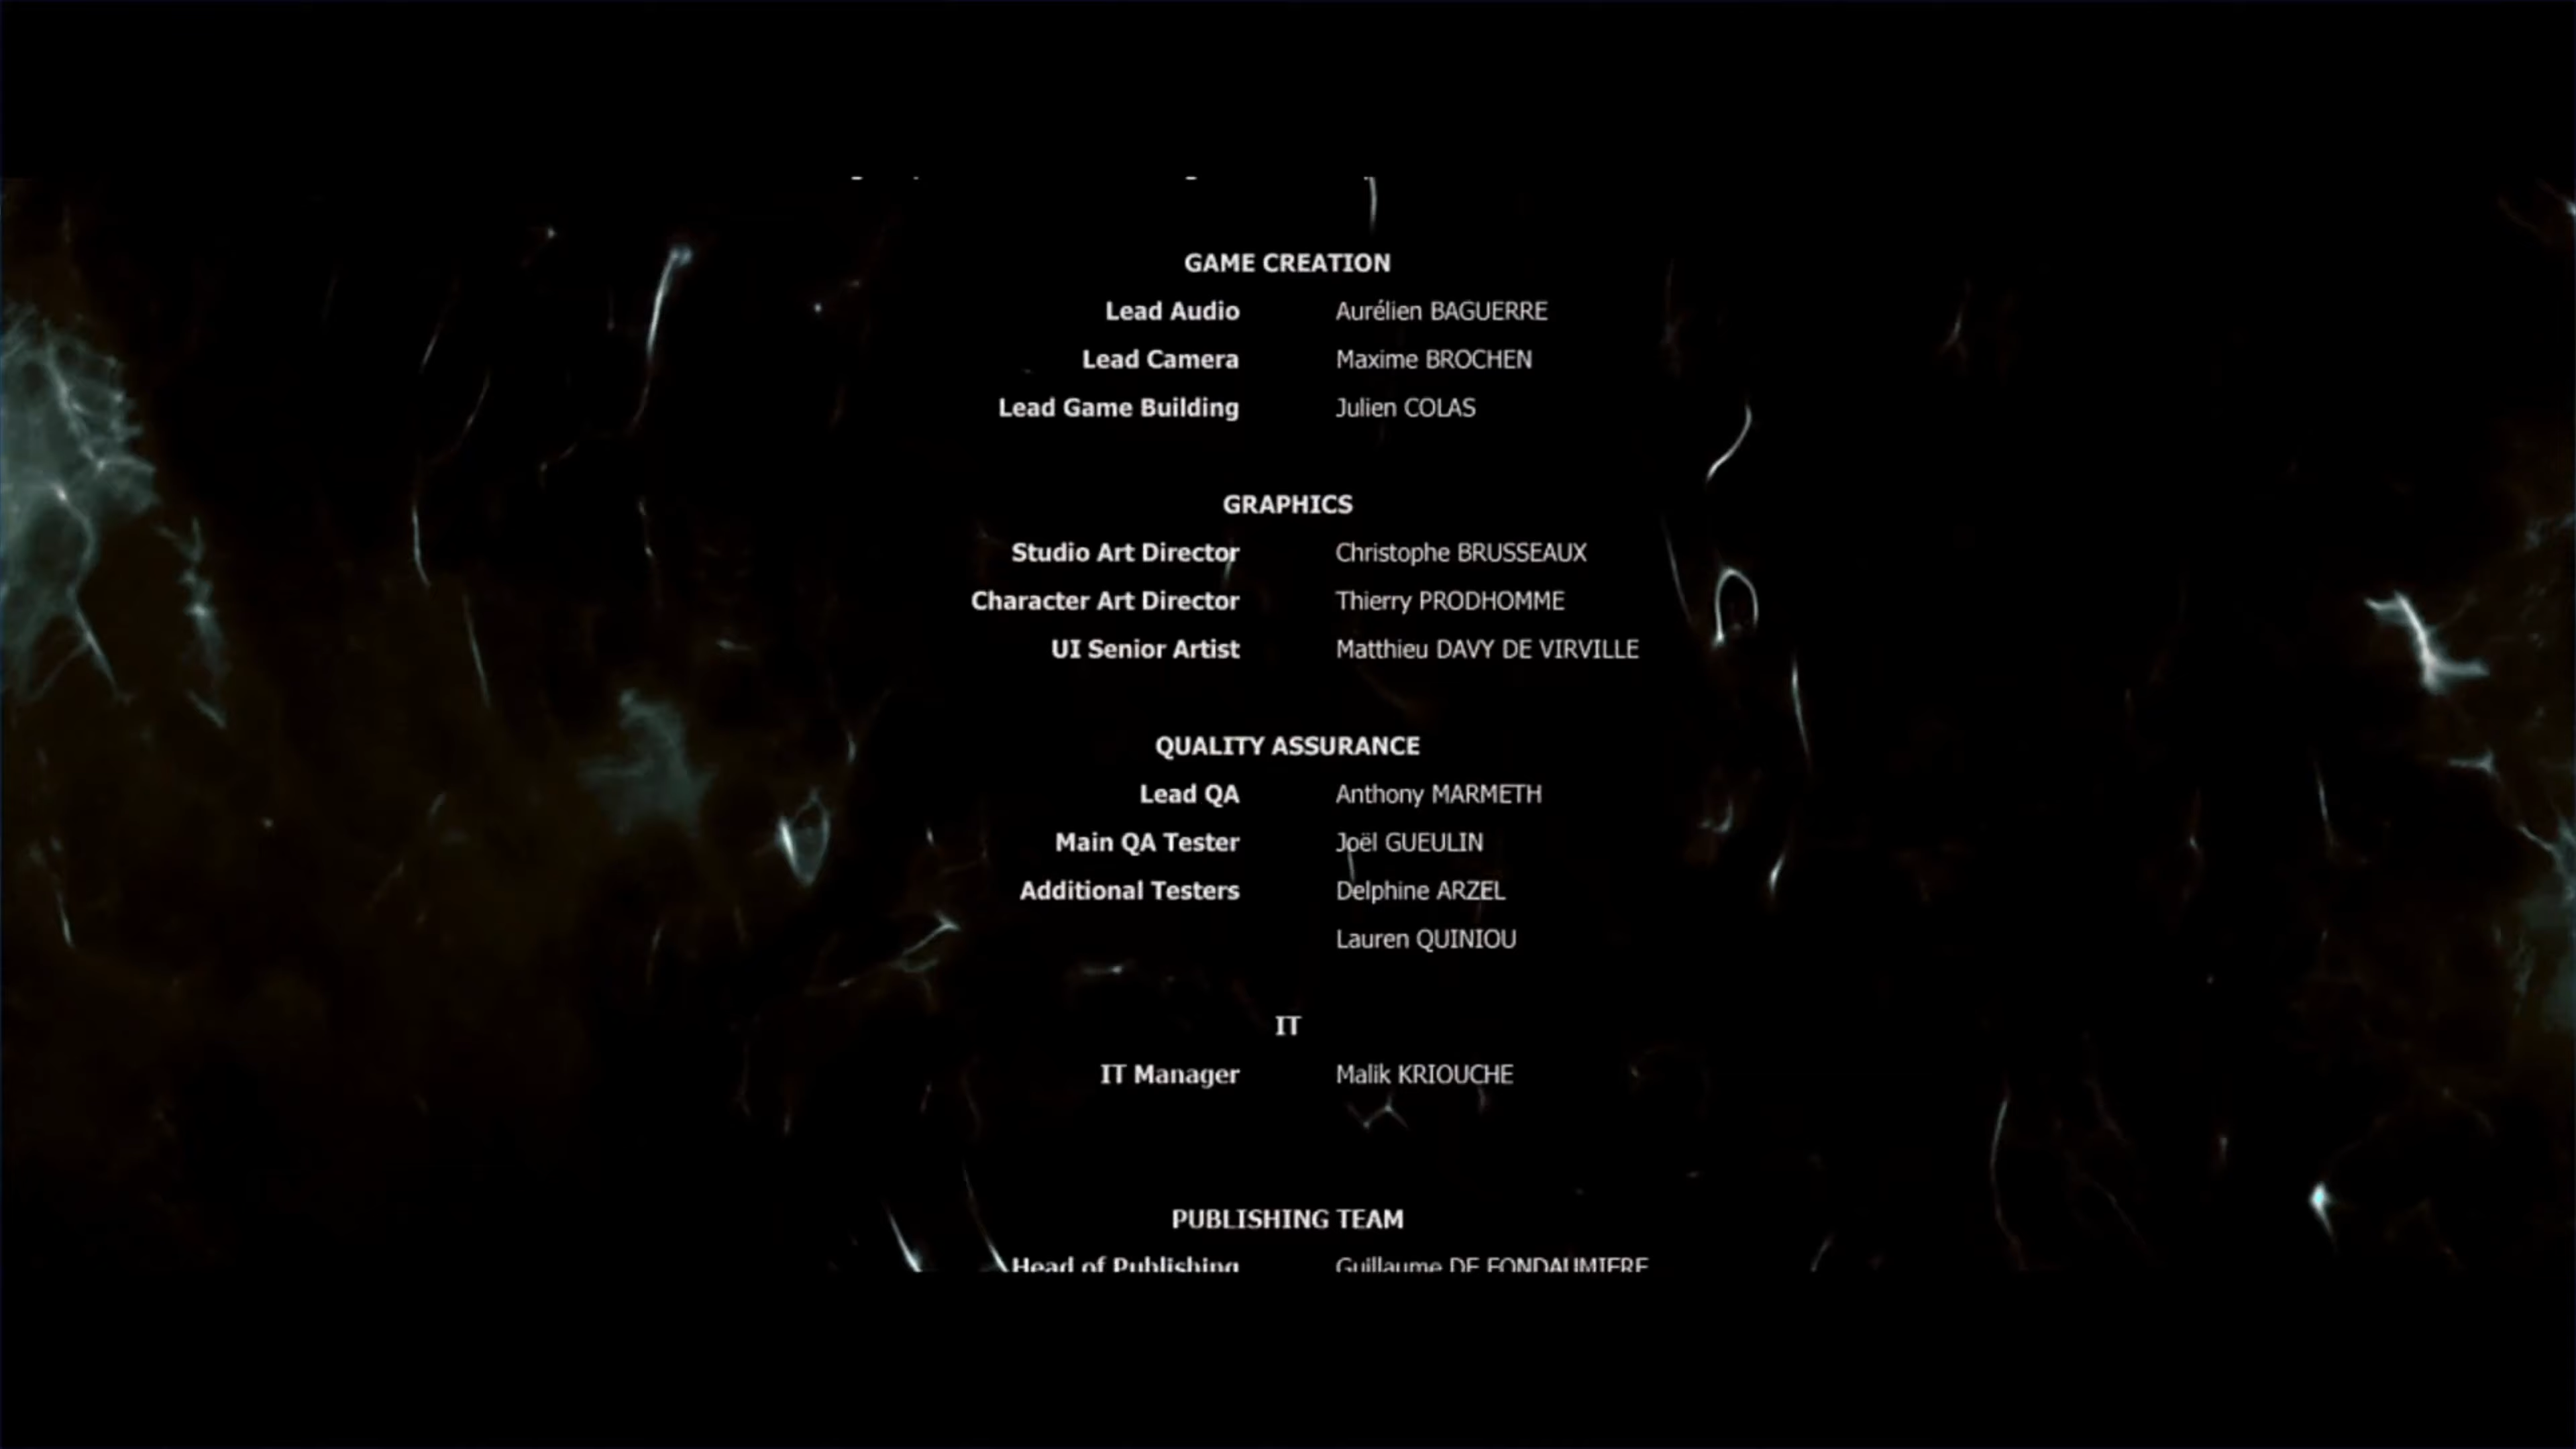 GAME CREATION
Lead Audio Aurélien BAGUERRE
Lead Camera Maxime BROCHEN
Lead Game Building Julien COLAS
GRAPHICS
Studio Art Director Christophe BRUSSEAUX
Character Art Director Thierry PRODHOMME
UI Senior Artist Matthieu DAVY DE VIRVILLE
QUALITY ASSURANCE
Lead QA Anthony MARMETH
Main QA Tester Joël GUEULIN
Additional Testers Delphine ARZEL
Lauren QUINIOU
IT
IT Manager Malik KRIOUCHE
PUBLISHING TEAM
Head of Publishing Guillaume DE FONDAUMIERE